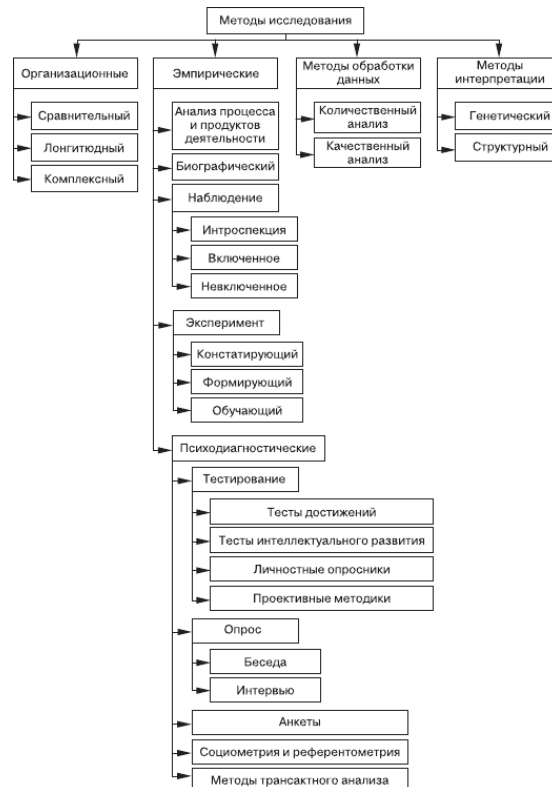 Методы исследования
Организационные
Сравнительный
Лонгитюдный
Комплексный
Эмпирические
Анализ процесса
и продуктов
деятельности
Биографический
Наблюдение
Интроспекция
Включенное
Невключенное
Эксперимент
Констатирующий
Формирующий
Обучающий
Психодиагностические
Тестирование
Тесты достижений
Тесты интеллектуального развития
Личностные опросники
Проективные методики
Опрос
Беседа
Интервью
Анкеты
Социометрия и референтометрия
Методы трансактного анализа
Методы обработки
данных
Количественный
анализ
Качественный
анализ
Методы
интерпретации
Генетический
Структурный